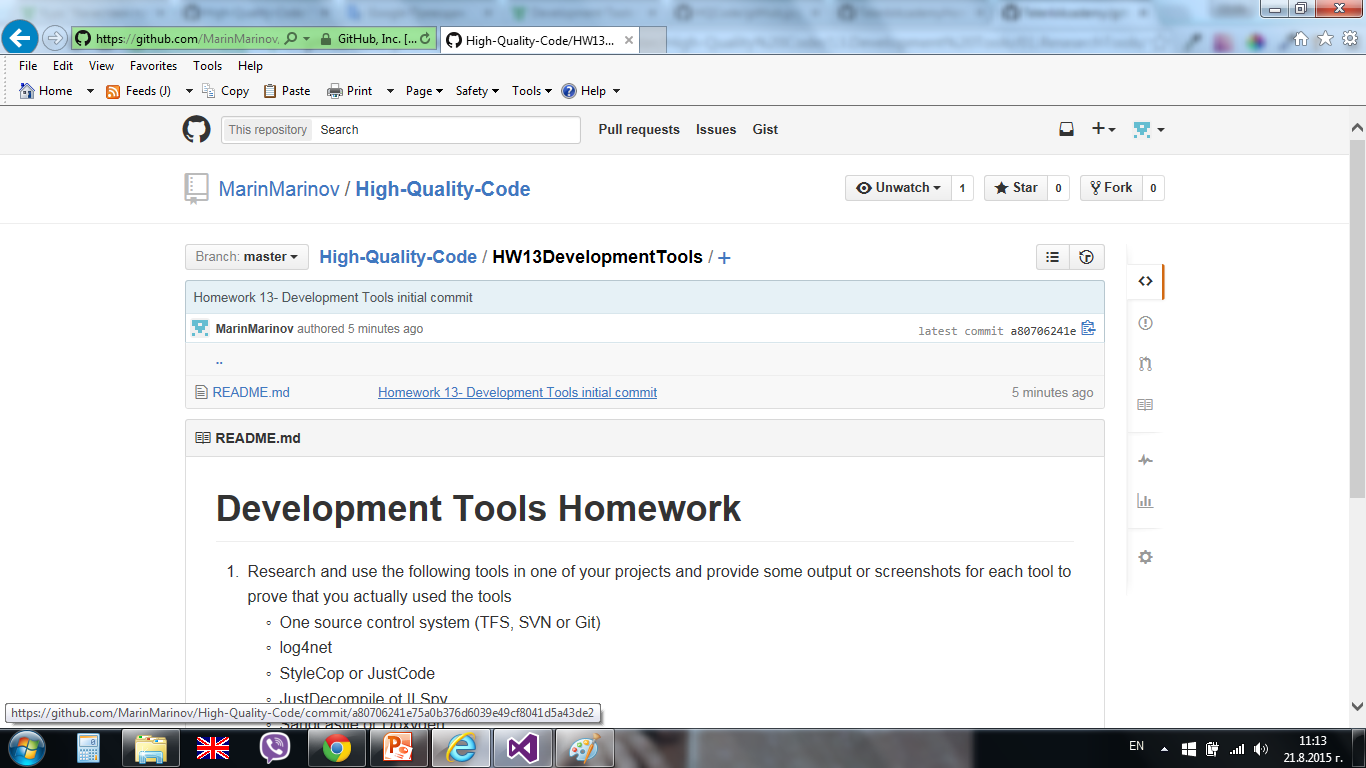 https://github.com/MarinMarinov,
GitHub, Inc. [...
High-Quality-Code/HW13...
File Edit View Favorites Tools Help
Home Feeds (J) Copy Paste Print Page Safety Tools Help
This repository Search Pull requests Issues Gist
MarinMarinov / High-Quality-Code
Unwatch 1 Star 0 Fork 0
Branch: master High-Quality-Code / HW13DevelopmentTools / +
Homework 13- Development Tools initial commit
MarinMarinov authored 5 minutes ago latest commit a80706241e
..
README.md Homework 13- Development Tools initial commit 5 minutes ago
README.md
Development Tools Homework
1. Research and use the following tools in one of your projects and provide some output or screenshots for each tool to
prove that you actually used the tools
One source control system (TFS, SVN or Git)
log4net
StyleCop or JustCode
JustDecompile ot ILSpy
https://github.com/MarinMarinov/High-Quality-Code/commit/a80706241e75a0b376d6039e49cf8041d5a43de2
Sandcastle or Doxygen
EN 11:13
21.8.2015 г.